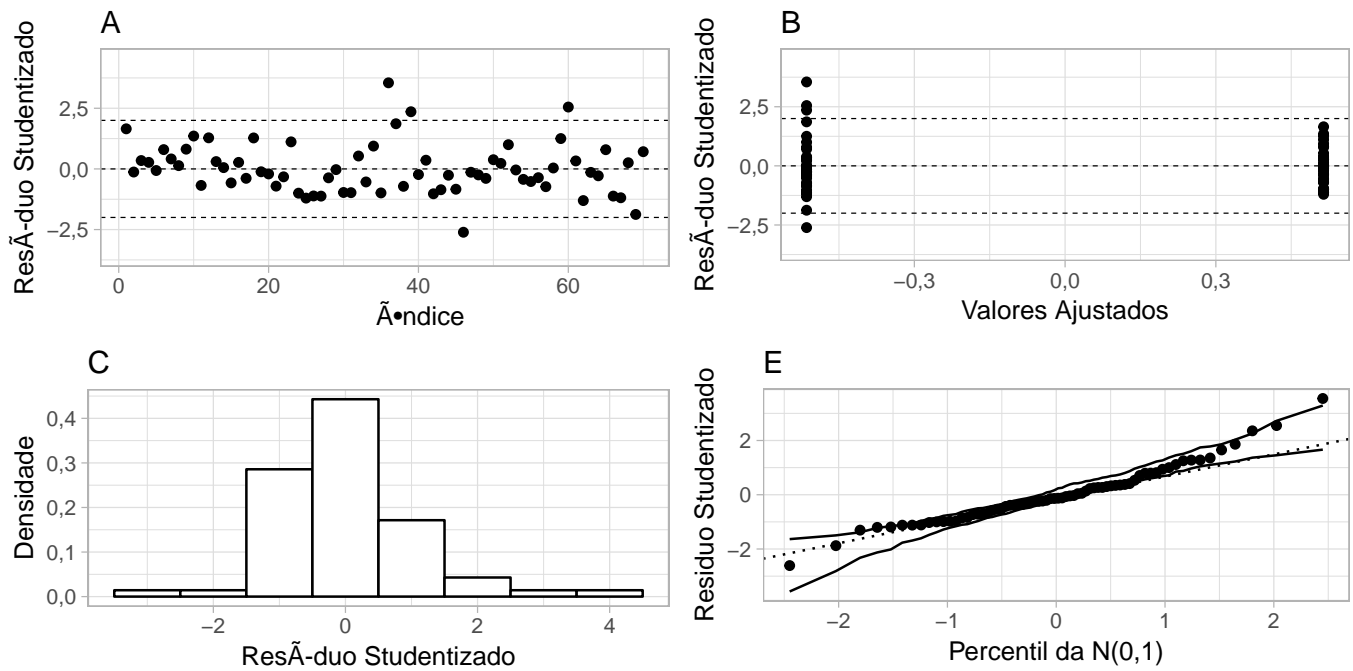 A
ResÃ-duo Studentizado
2,5
0,0
−2,5
0
20
40
60
Ã•ndice
B
ResÃ-duo Studentizado
2,5
0,0
−2,5
−0,3
0,0
0,3
Valores Ajustados
C
Densidade
0,4
0,3
0,2
0,1
0,0
−2
0
2
4
ResÃ-duo Studentizado
E
Residuo Studentizado
2
0
−2
−2
−1
0
1
2
Percentil da N(0,1)